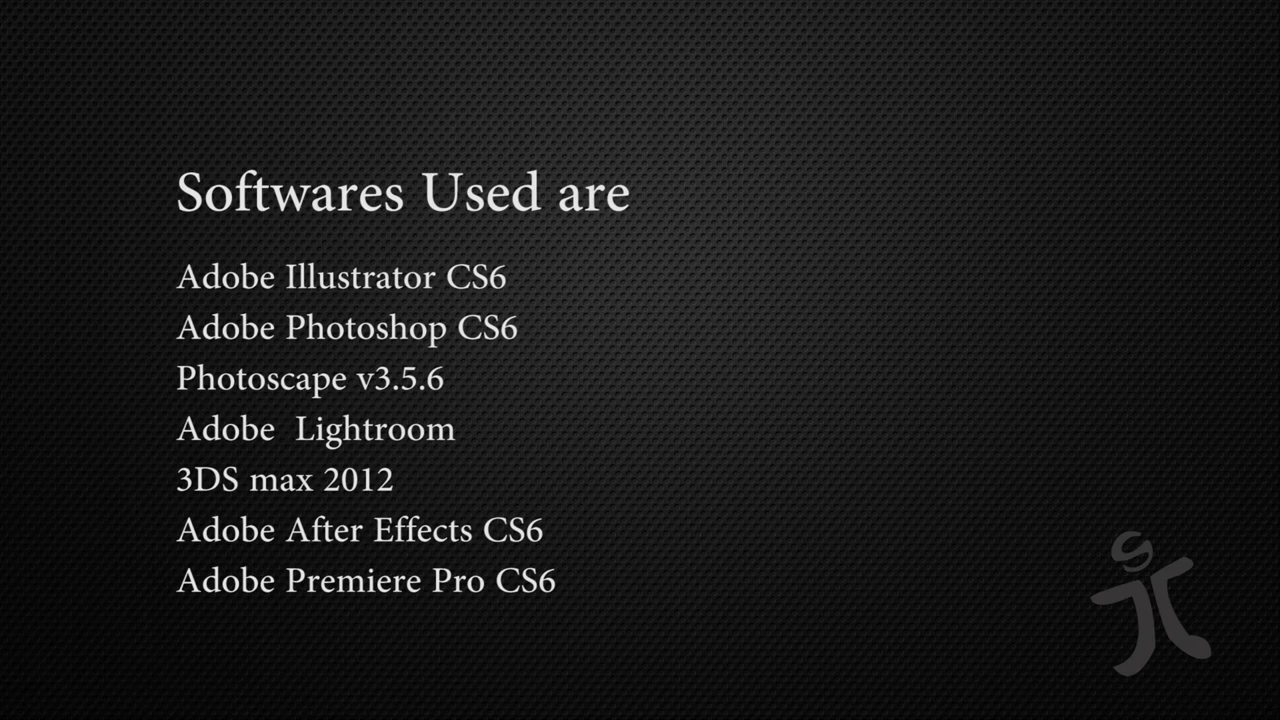 Softwares Used are
Adobe Illustrator CS6
Adobe Photoshop CS6
Photoscape v3.5.6
Adobe  Lightroom
3DS max 2012
Adobe After Effects CS6
Adobe Premiere Pro CS6